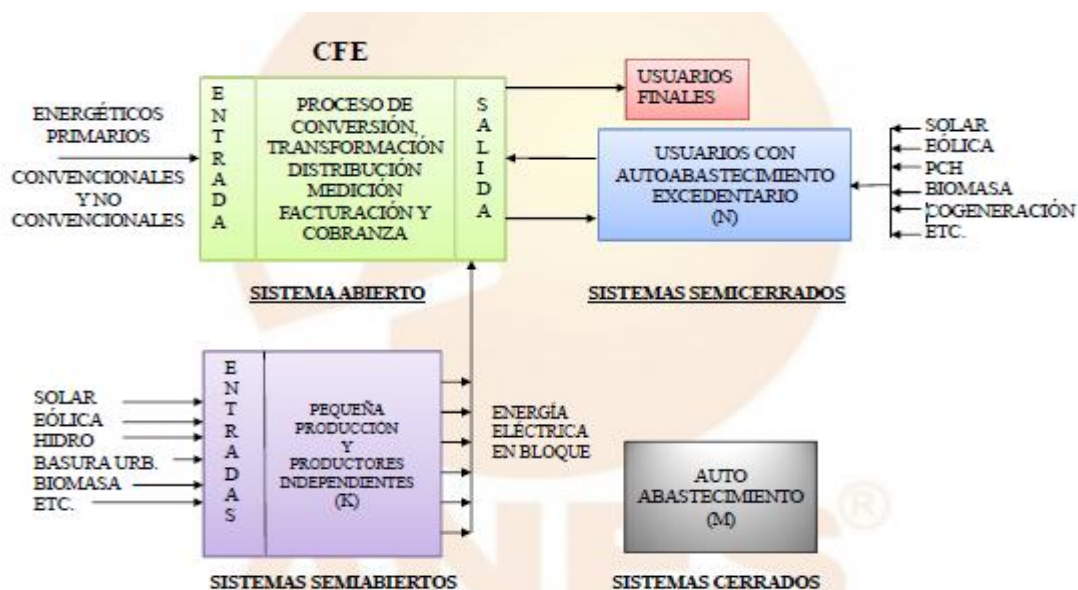 CFE
ENERGÉTICOS
PRIMARIOS
CONVENCIONALES
Y NO
CONVENCIONALES
ENTRADA
PROCESO DE
CONVERSIÓN,
TRANSFORMACIÓN
DISTRIBUCIÓN
MEDICIÓN
FACTURACIÓN Y
COBRANZA
SALIDA
USUARIOS
FINALES
USUARIOS CON
AUTOABASTECIMIENTO
EXCEDENTARIO
(N)
SOLAR
EÓLICA
PCH
BIOMASA
COGENERACIÓN
ETC.
SISTEMA ABIERTO
SISTEMAS SEMICERRADOS
SOLAR
EÓLICA
HIDRO
BASURA URB.
BIOMASA
ETC.
ENTRADAS
PEQUEÑA
PRODUCCIÓN
Y
PRODUCTORES
INDEPENDIENTES
(K)
ENERGÍA
ELÉCTRICA
EN BLOQUE
AUTO
ABASTECIMIENTO
(M)
SISTEMAS SEMIABIERTOS
SISTEMAS CERRADOS
ANES®